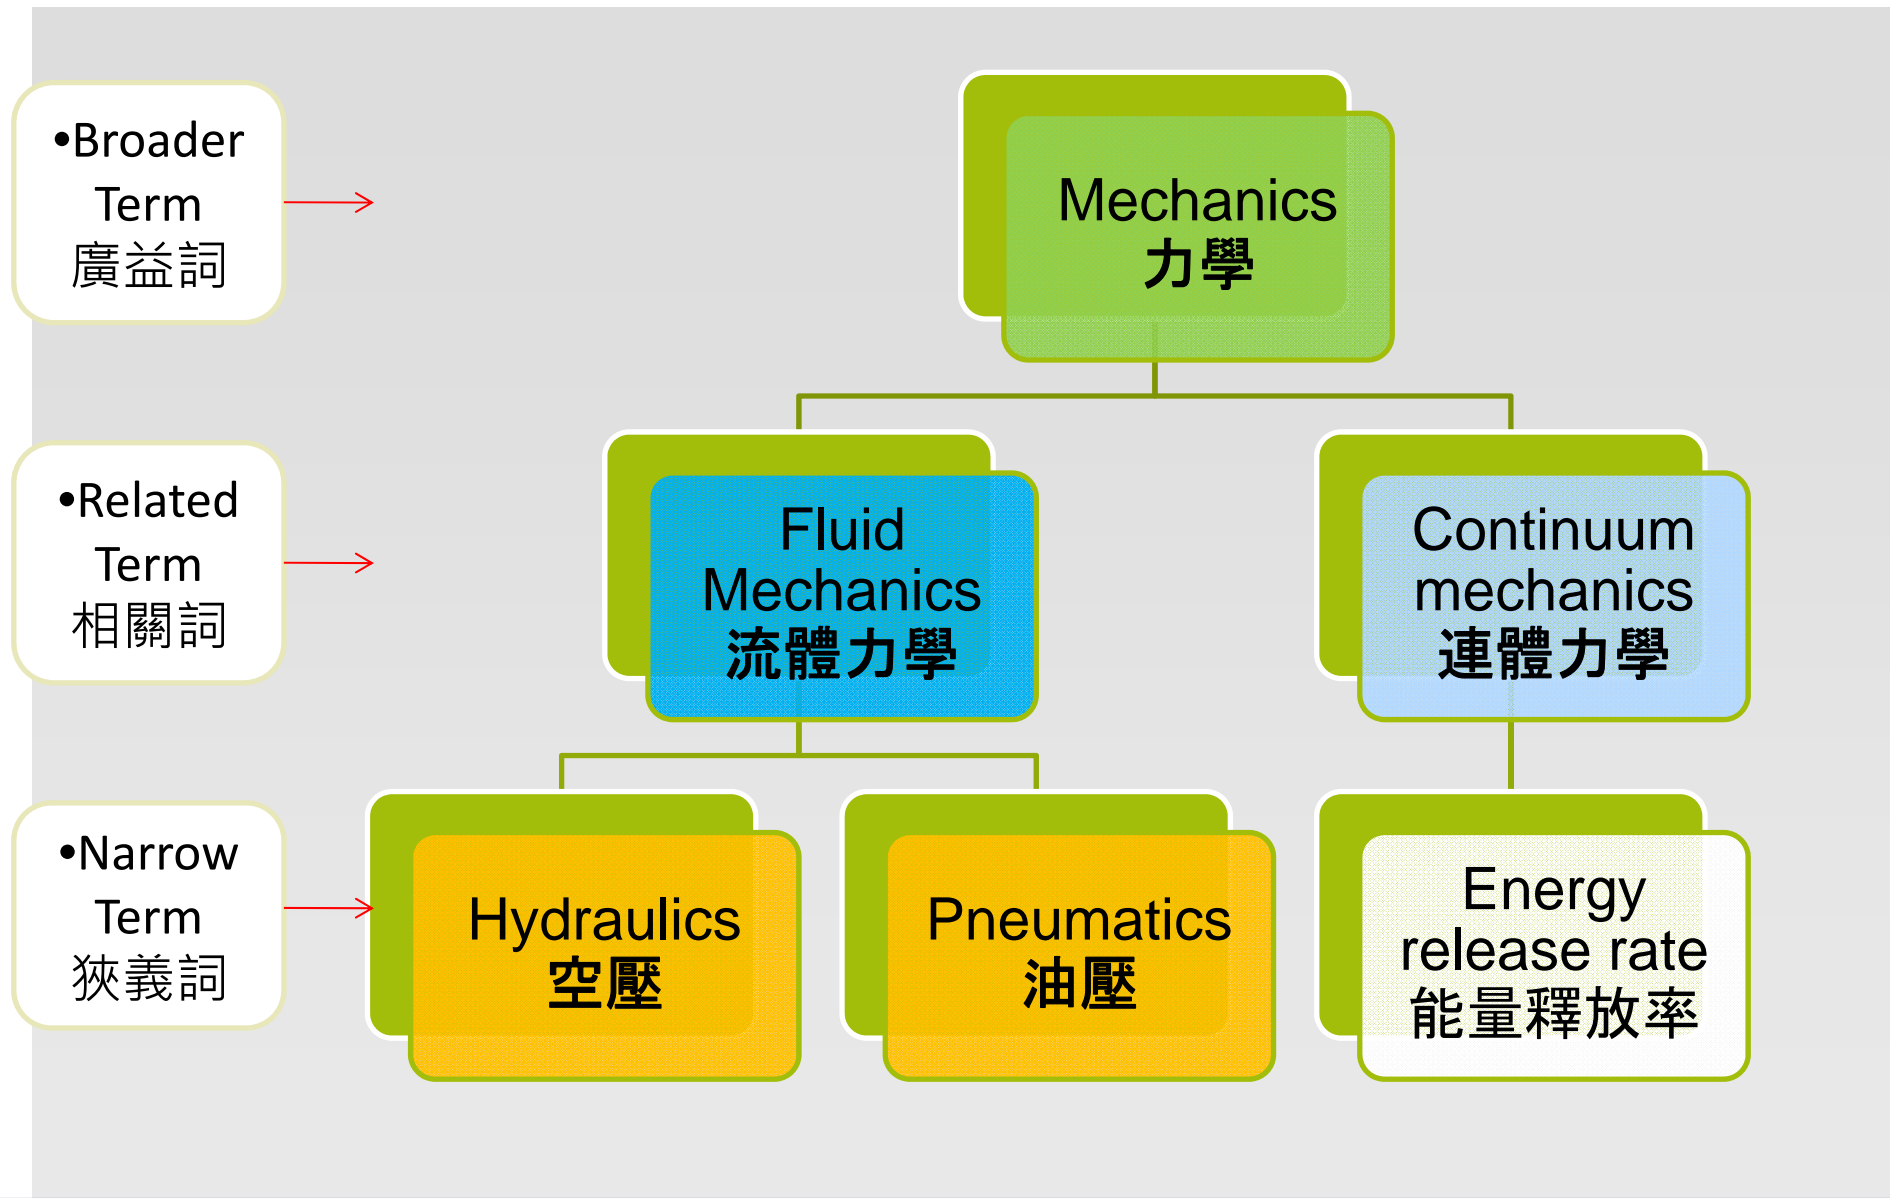 •Broader
Term
廣益詞
Mechanics
力學
•Related
Term
相關詞
Fluid
Mechanics
流體力學
Continuum
mechanics
連體力學
•Narrow
Term
狹義詞
Hydraulics
空壓
Pneumatics
油壓
Energy
release rate
能量釋放率